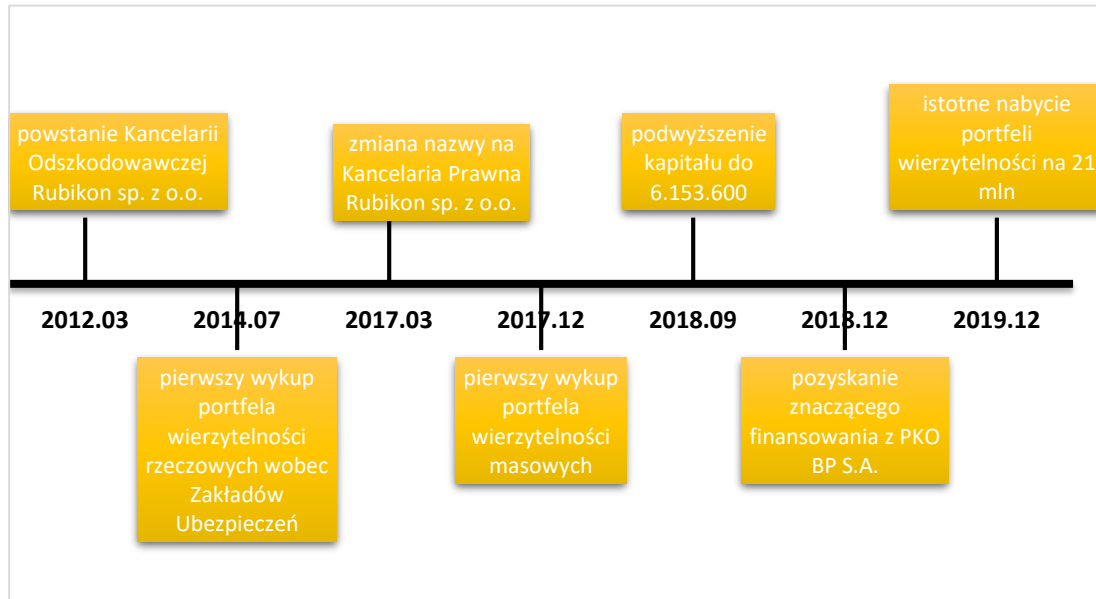 powstanie Kancelarii
Odszkodowawczej
Rubikon sp. z o.o.
zmiana nazwy na
Kancelaria Prawna
Rubikon sp. z o.o.
podwyższenie
kapitału do
6.153.600
istotne nabycie
portfeli
wierzytelności na 21
mln
2012.03 2014.07 2017.03 2017.12 2018.09 2018.12 2019.12
pierwszy wykup
portfela
wierzytelności
rzeczowych wobec
Zakładów
Ubezpieczeń
pierwszy wykup
portfela
wierzytelności
masowych
pozyskanie
znaczącego
finansowania z PKO
BP S.A.